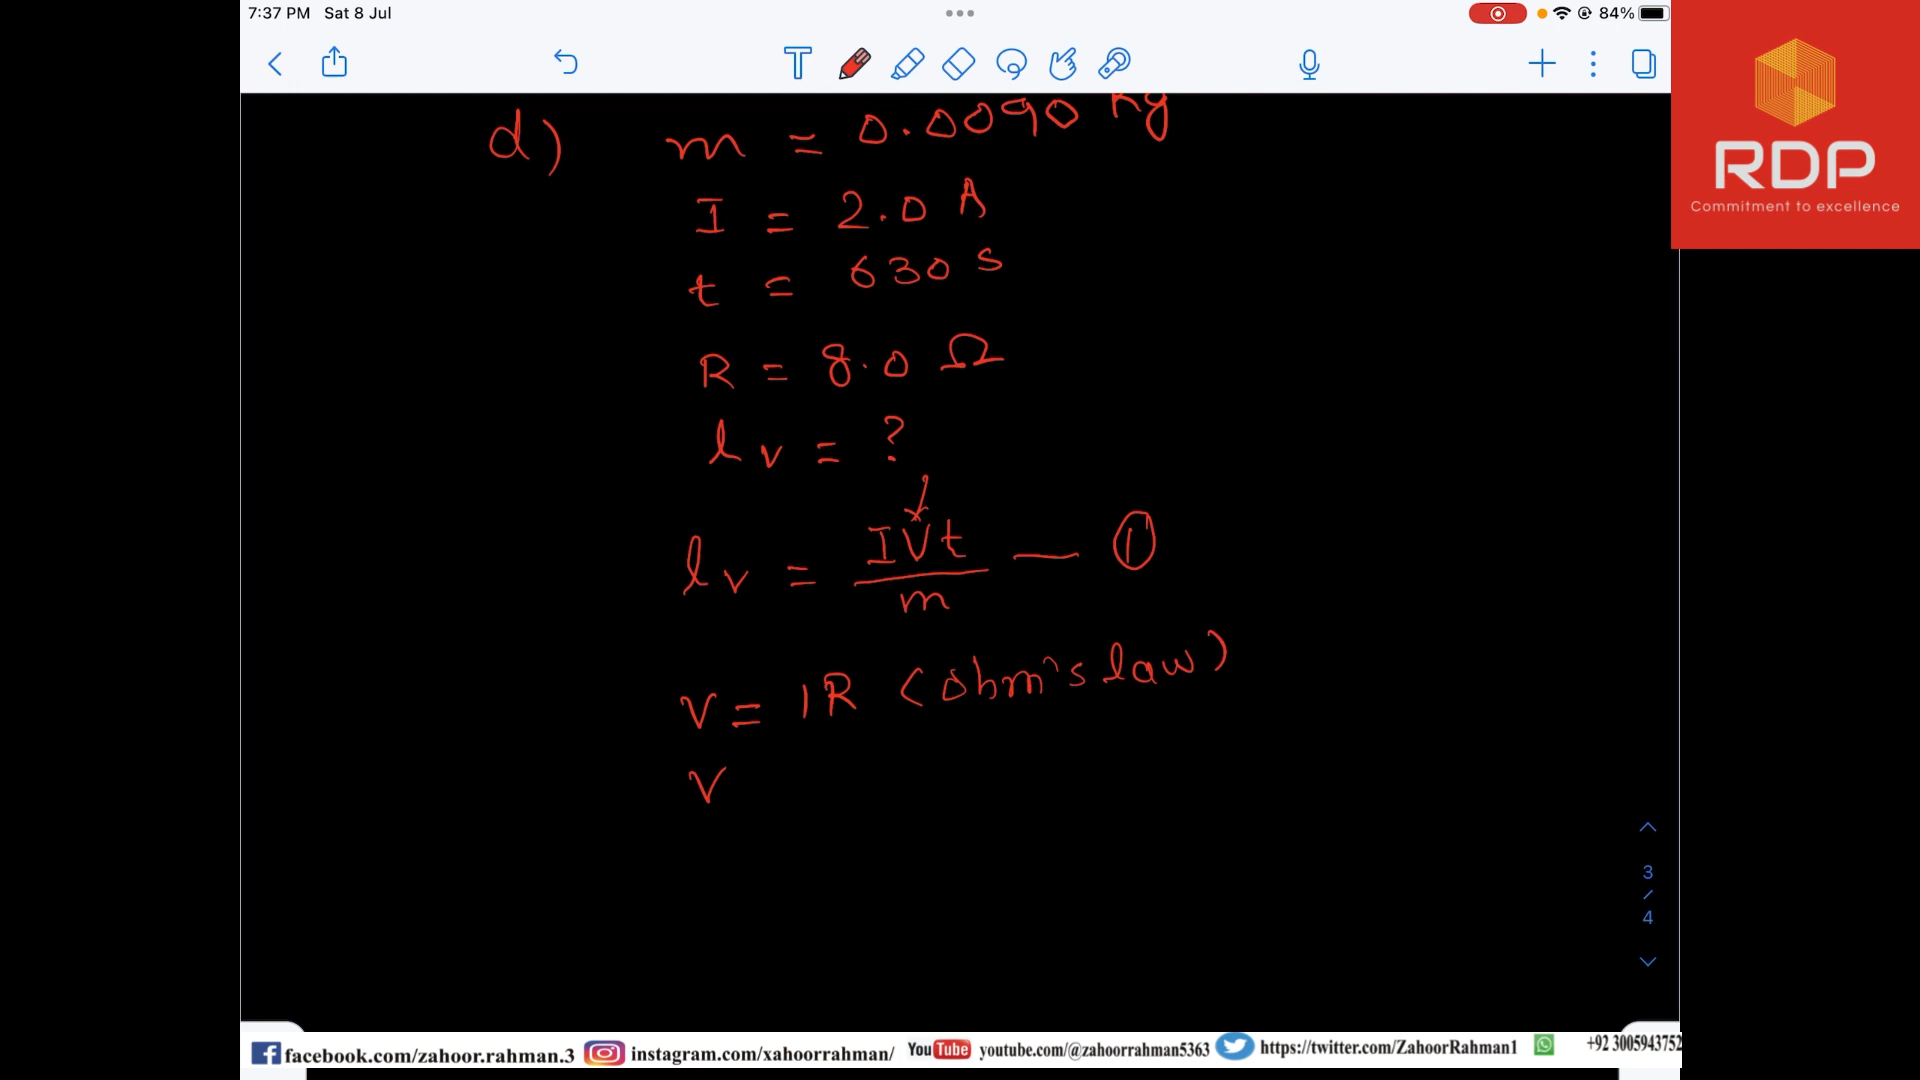 7:37 PM Sat 8 Jul
84%
RDP
Commitment to excellence
d) m = 0.0090 Kg
I = 2.0 A
t = 630 s
R = 8.0 Ω
lv = ?
lv = IVt / m — ①
V = IR (ohm's law)
V
3
/
4
facebook.com/zahoor.rahman.3 instagram.com/xahoorrahman/ YouTube youtube.com/@zahoorrahman5363 https://twitter.com/ZahoorRahman1 +92 3005943752